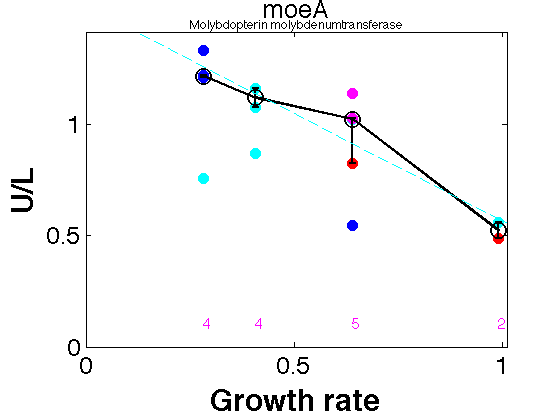 moeA
Molybdopterin molybdenumtransferase
U/L
1
0.5
0
4 4 5 2
0 0.5 1
Growth rate